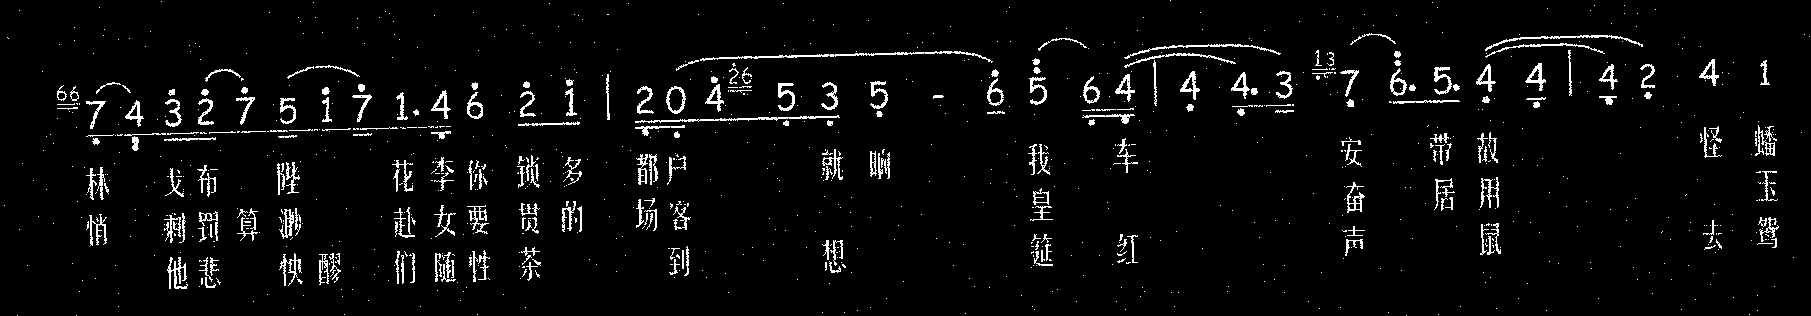 66 7 4 3 2 7 5 1 7 1. 4 6 2 1 | 2 0 4 26 5 3 5 - 6 5 6 4 | 4 4. 3 13 7 6. 5. 4 4 | 4 2 4 1
林 戈 布 陛 花 李 你 锁 多 都 户 就 晌 我 车 安 带 故 怪 蟠
悄 剩 罚 算 渺 赴 女 要 贯 的 场 客 皇 奋 居 用 玉
他 悲 怏 醪 们 随 性 茶 到 想 筵 红 声 鼠 去 鸳